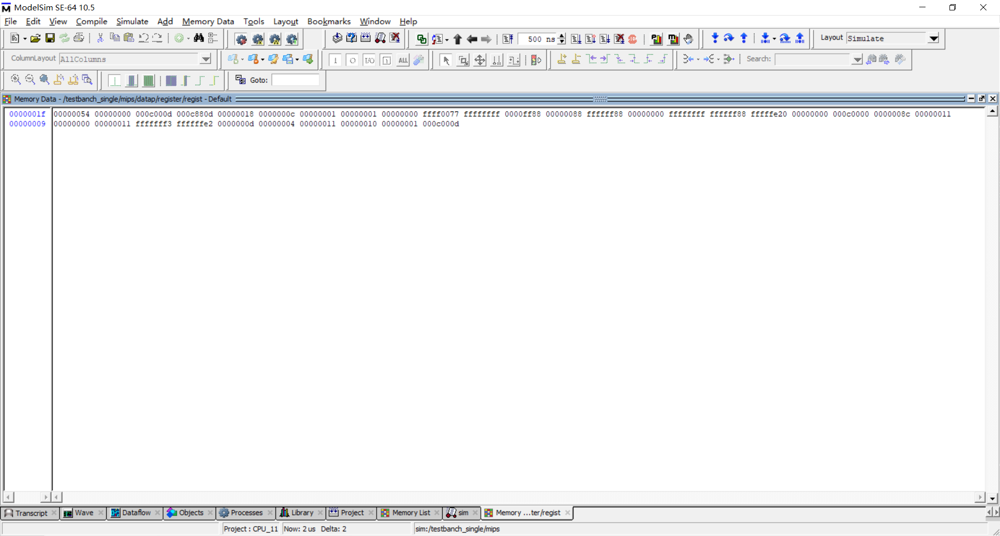 ModelSim SE-64 10.5
File Edit View Compile Simulate Add Memory Data Tools Layout Bookmarks Window Help
500 ns Layout Simulate
ColumnLayout AllColumns I/O ALL Search:
Goto:
Memory Data - /testbanch_single/mips/datap/register/regist - Default
0000001f 00000054 00000000 000c000d 000c880d 00000018 0000000c 00000001 00000001 00000000 ffff0077 ffffffff 0000ff88 00000088 ffffff88 00000000 ffffffff ffffff88 fffffe20 00000000 000c0000 0000008c 00000011
00000009 00000000 00000011 fffffff3 ffffffe2 0000000d 00000004 00000011 00000010 00000001 000c000d
Transcript Wave Dataflow Objects Processes Library Project Memory List sim Memory ...ter/regist
Project : CPU_11 Now: 2 us Delta: 2 sim:/testbanch_single/mips